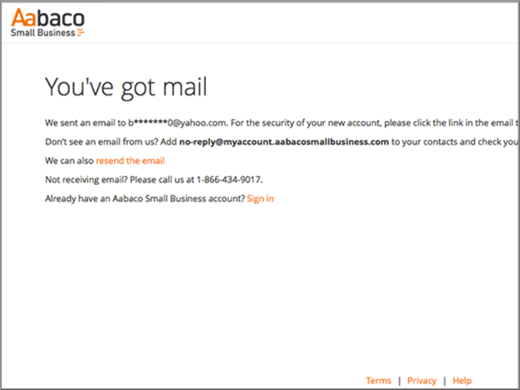 Aabaco
Small Business
You've got mail
We sent an email to b*******0@yahoo.com. For the security of your new account, please click the link in the email t
Don't see an email from us? Add no-reply@myaccount.aabacosmallbusiness.com to your contacts and check you
We can also resend the email
Not receiving email? Please call us at 1-866-434-9017.
Already have an Aabaco Small Business account? Sign in
Terms | Privacy | Help